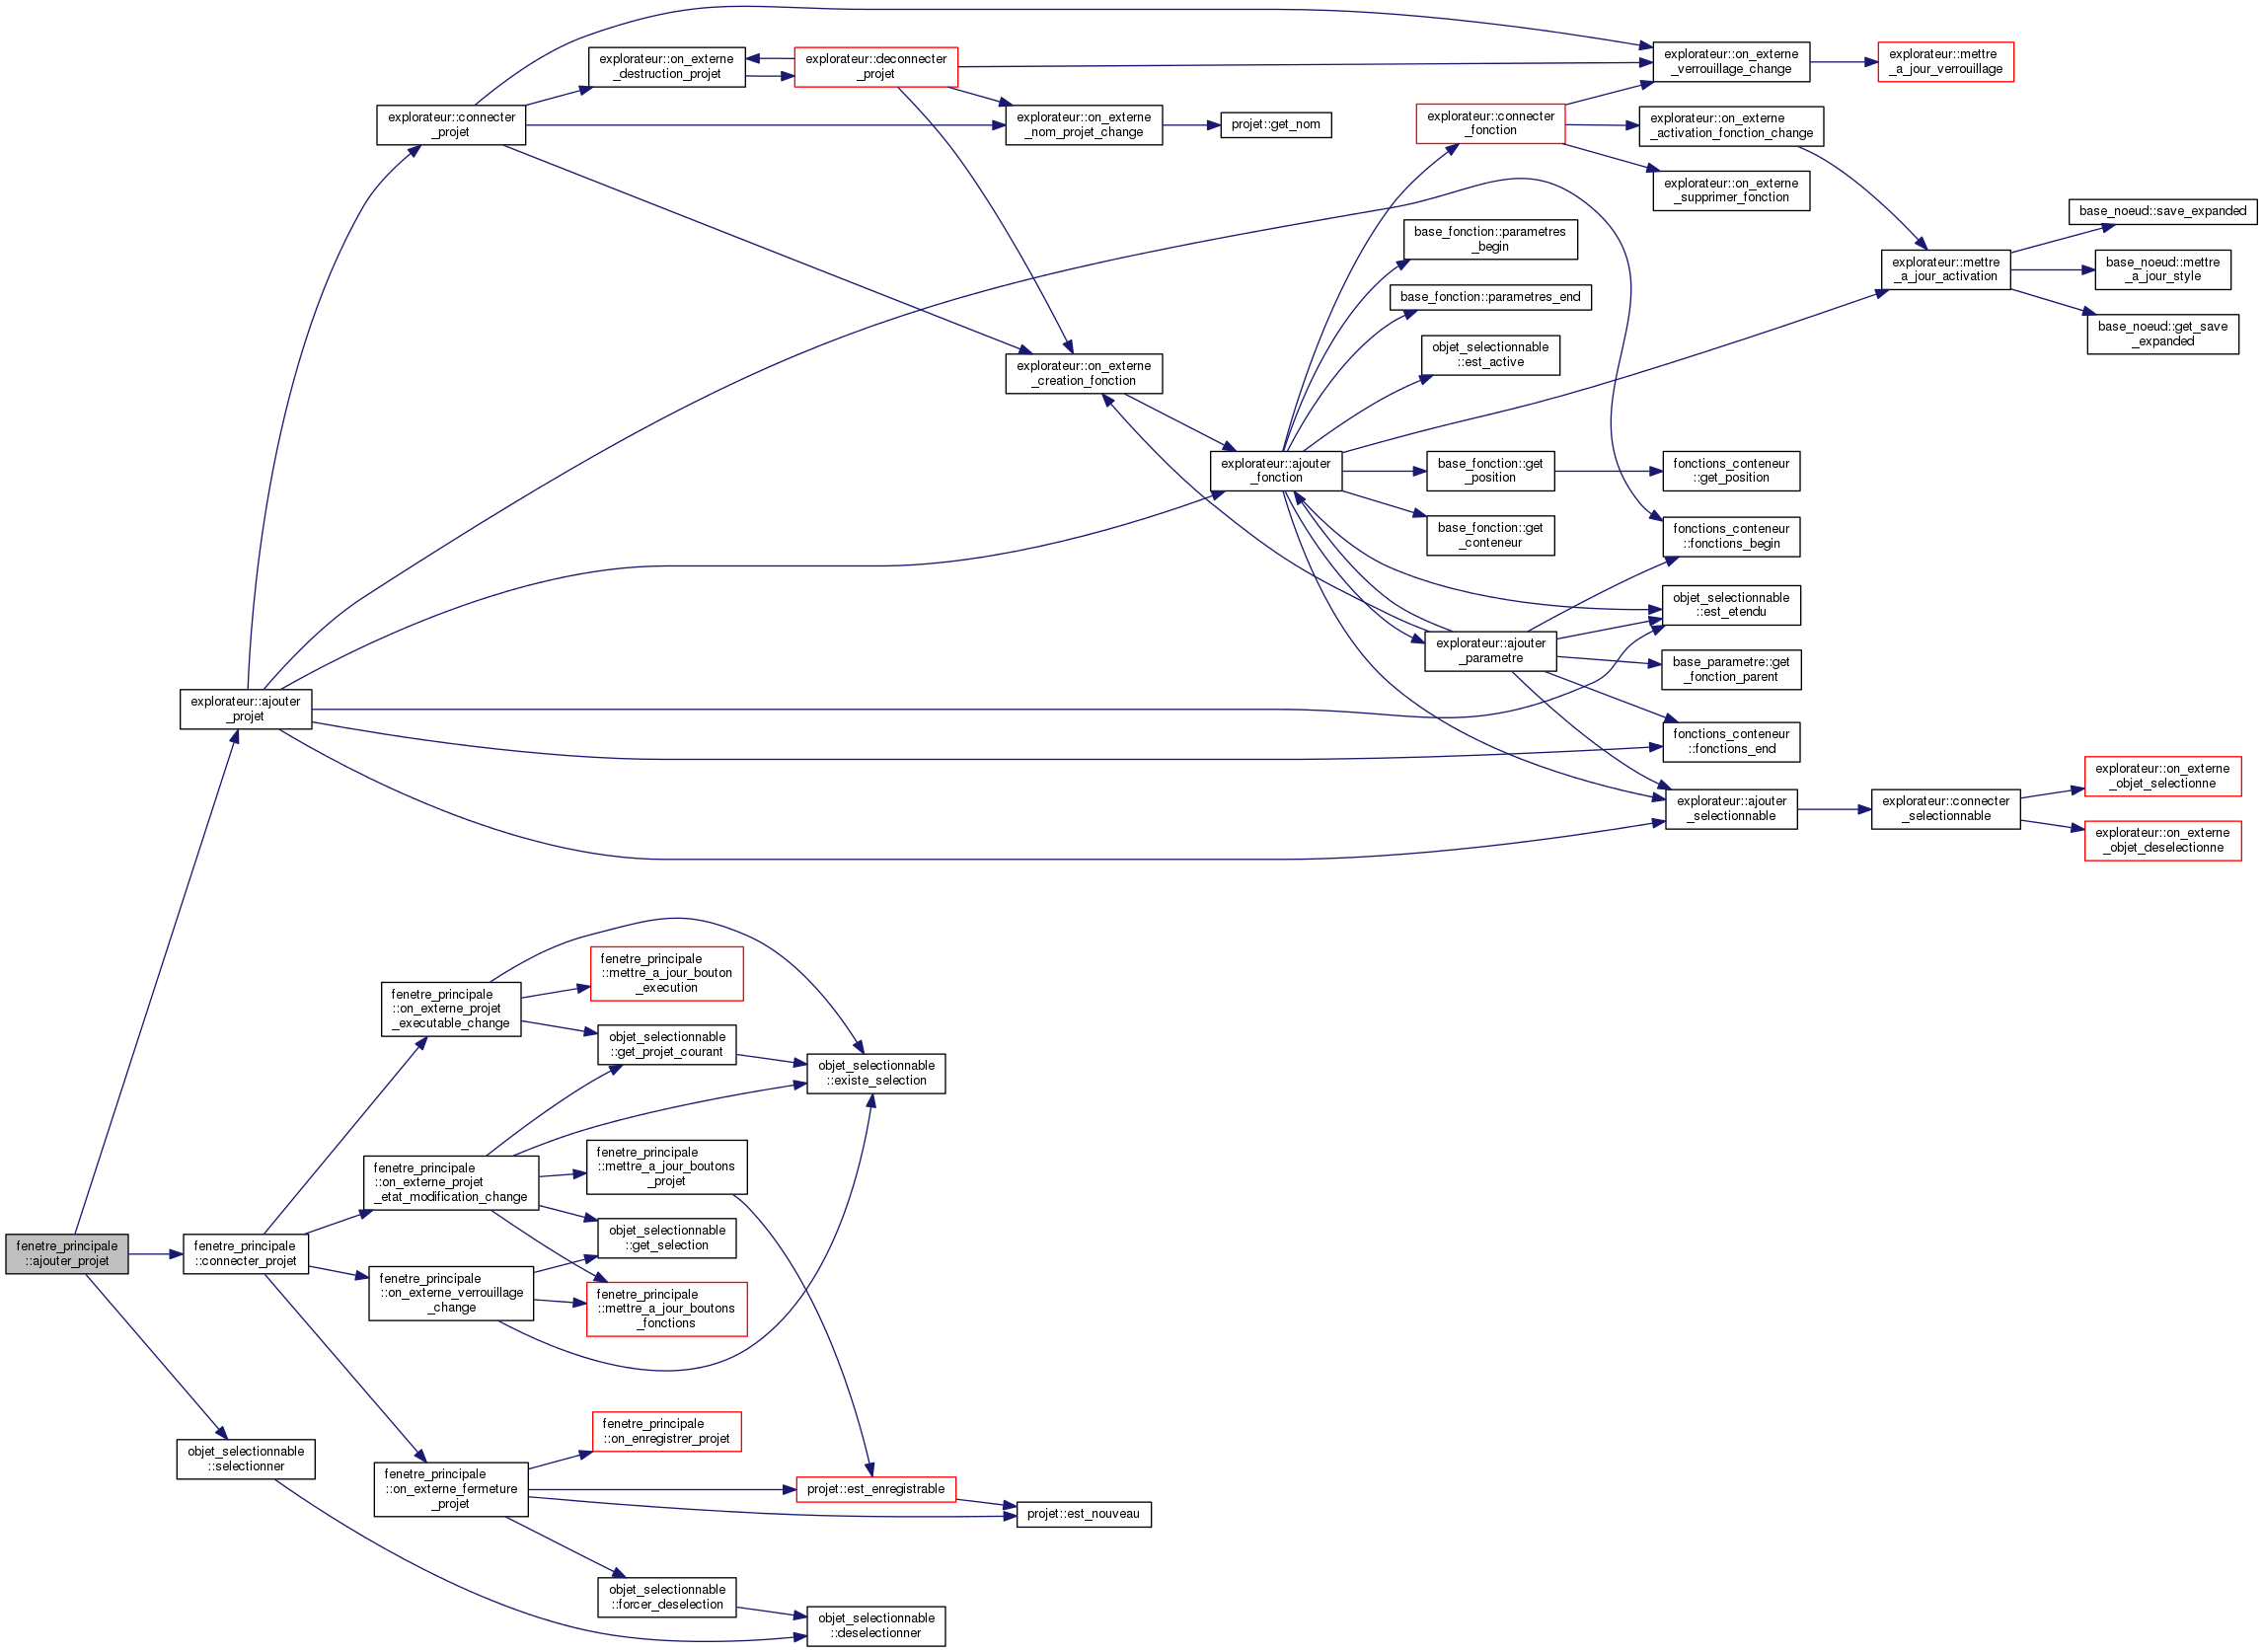 explorateur::on_externe
_destruction_projet
explorateur::deconnecter
_projet
explorateur::on_externe
_verrouillage_change
explorateur::mettre
_a_jour_verrouillage
explorateur::connecter
_projet
explorateur::on_externe
_nom_projet_change
projet::get_nom
explorateur::connecter
_fonction
explorateur::on_externe
_activation_fonction_change
explorateur::on_externe
_supprimer_fonction
base_noeud::save_expanded
base_fonction::parametres
_begin
explorateur::mettre
_a_jour_activation
base_noeud::mettre
_a_jour_style
base_fonction::parametres_end
base_noeud::get_save
_expanded
objet_selectionnable
::est_active
explorateur::on_externe
_creation_fonction
explorateur::ajouter
_fonction
base_fonction::get
_position
fonctions_conteneur
::get_position
base_fonction::get
_conteneur
fonctions_conteneur
::fonctions_begin
objet_selectionnable
::est_etendu
explorateur::ajouter
_parametre
base_parametre::get
_fonction_parent
explorateur::ajouter
_projet
fonctions_conteneur
::fonctions_end
explorateur::ajouter
_selectionnable
explorateur::connecter
_selectionnable
explorateur::on_externe
_objet_selectionne
explorateur::on_externe
_objet_deselectionne
fenetre_principale
::mettre_a_jour_bouton
_execution
fenetre_principale
::on_externe_projet
_executable_change
objet_selectionnable
::get_projet_courant
objet_selectionnable
::existe_selection
fenetre_principale
::mettre_a_jour_boutons
_projet
fenetre_principale
::on_externe_projet
_etat_modification_change
objet_selectionnable
::get_selection
fenetre_principale
::ajouter_projet
fenetre_principale
::connecter_projet
fenetre_principale
::on_externe_verrouillage
_change
fenetre_principale
::mettre_a_jour_boutons
_fonctions
fenetre_principale
::on_enregistrer_projet
objet_selectionnable
::selectionner
fenetre_principale
::on_externe_fermeture
_projet
projet::est_enregistrable
projet::est_nouveau
objet_selectionnable
::forcer_deselection
objet_selectionnable
::deselectionner